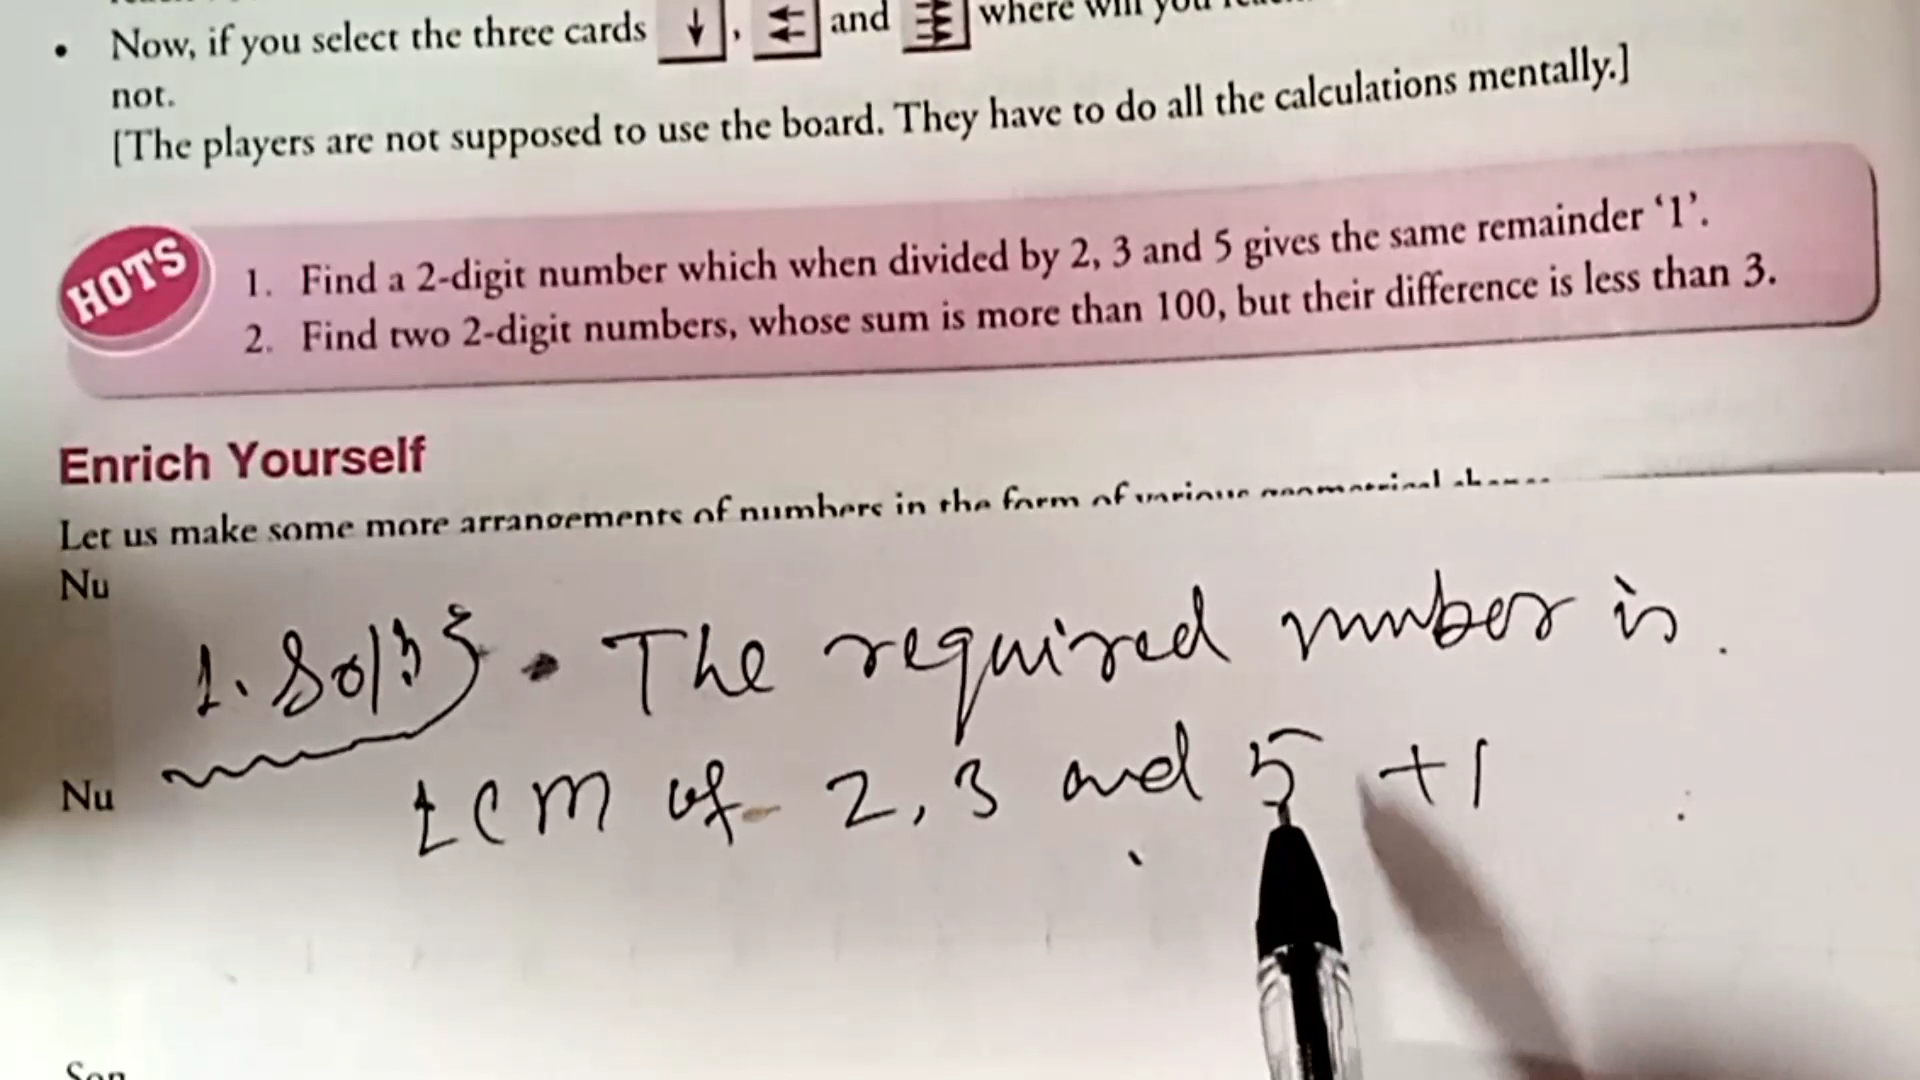 • Now, if you select the three cards , and where will you
not.
[The players are not supposed to use the board. They have to do all the calculations mentally.]
HOTS
1. Find a 2-digit number which when divided by 2, 3 and 5 gives the same remainder ‘1’.
2. Find two 2-digit numbers, whose sum is more than 100, but their difference is less than 3.
Enrich Yourself
Let us make some more arrangements of numbers in the form of various geometrical
Nu
1. Sol The required number is
Nu
LCM of 2, 3 and 5 +1
Son